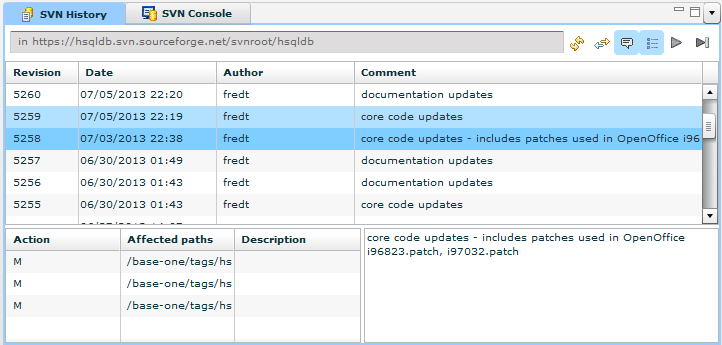 SVN History SVN Console
in https://hsqldb.svn.sourceforge.net/svnroot/hsqldb
Revision Date Author Comment
5260 07/05/2013 22:20 fredt documentation updates
5259 07/05/2013 22:19 fredt core code updates
5258 07/03/2013 22:38 fredt core code updates - includes patches used in OpenOffice i96
5257 06/30/2013 01:49 fredt documentation updates
5256 06/30/2013 01:43 fredt documentation updates
5255 06/30/2013 01:43 fredt core code updates
Action Affected paths Description
M /base-one/tags/hs
M /base-one/tags/hs
M /base-one/tags/hs
core code updates - includes patches used in OpenOffice
i96823.patch, i97032.patch